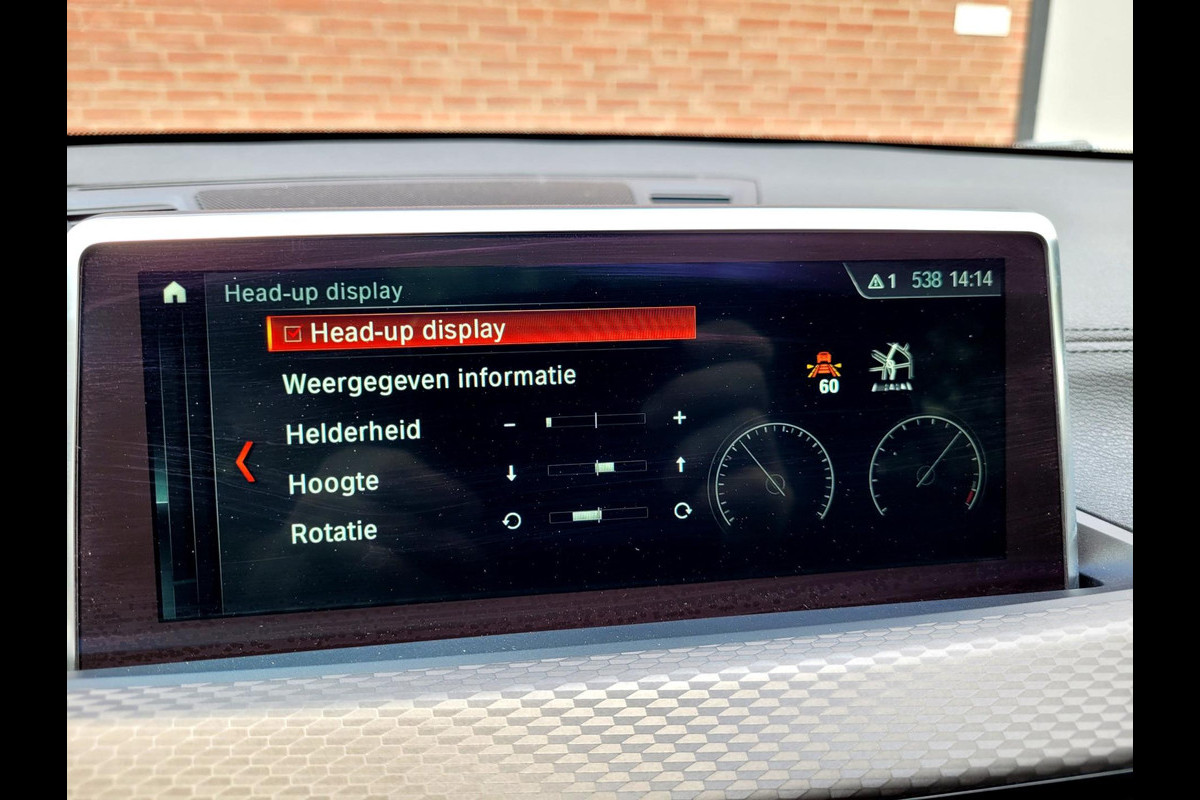 Head-up display
1 538 14:14
Head-up display
Weergegeven informatie
60
Helderheid - +
Hoogte
Rotatie